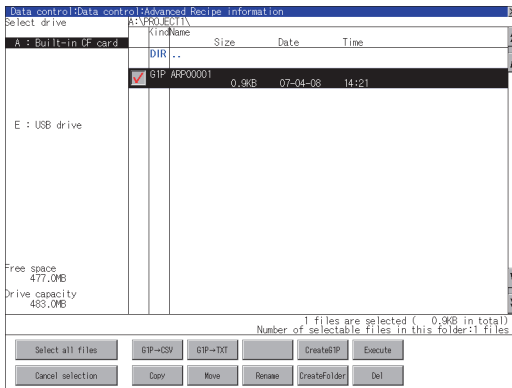 Data control:Data control:Advanced Recipe information
Select drive
A:\PROJECT1\
Kind Name
Size Date Time
A : Built-in CF card
DIR ..
G1P ARP00001
0.9KB 07-04-08 14:21
E : USB drive
Free space
477.0MB
Drive capacity
483.0MB
1 files are selected ( 0.9KB in total)
Number of selectable files in this folder:1 files
Select all files G1P→CSV G1P→TXT CreateG1P Execute
Cancel selection Copy Move Rename CreateFolder Del